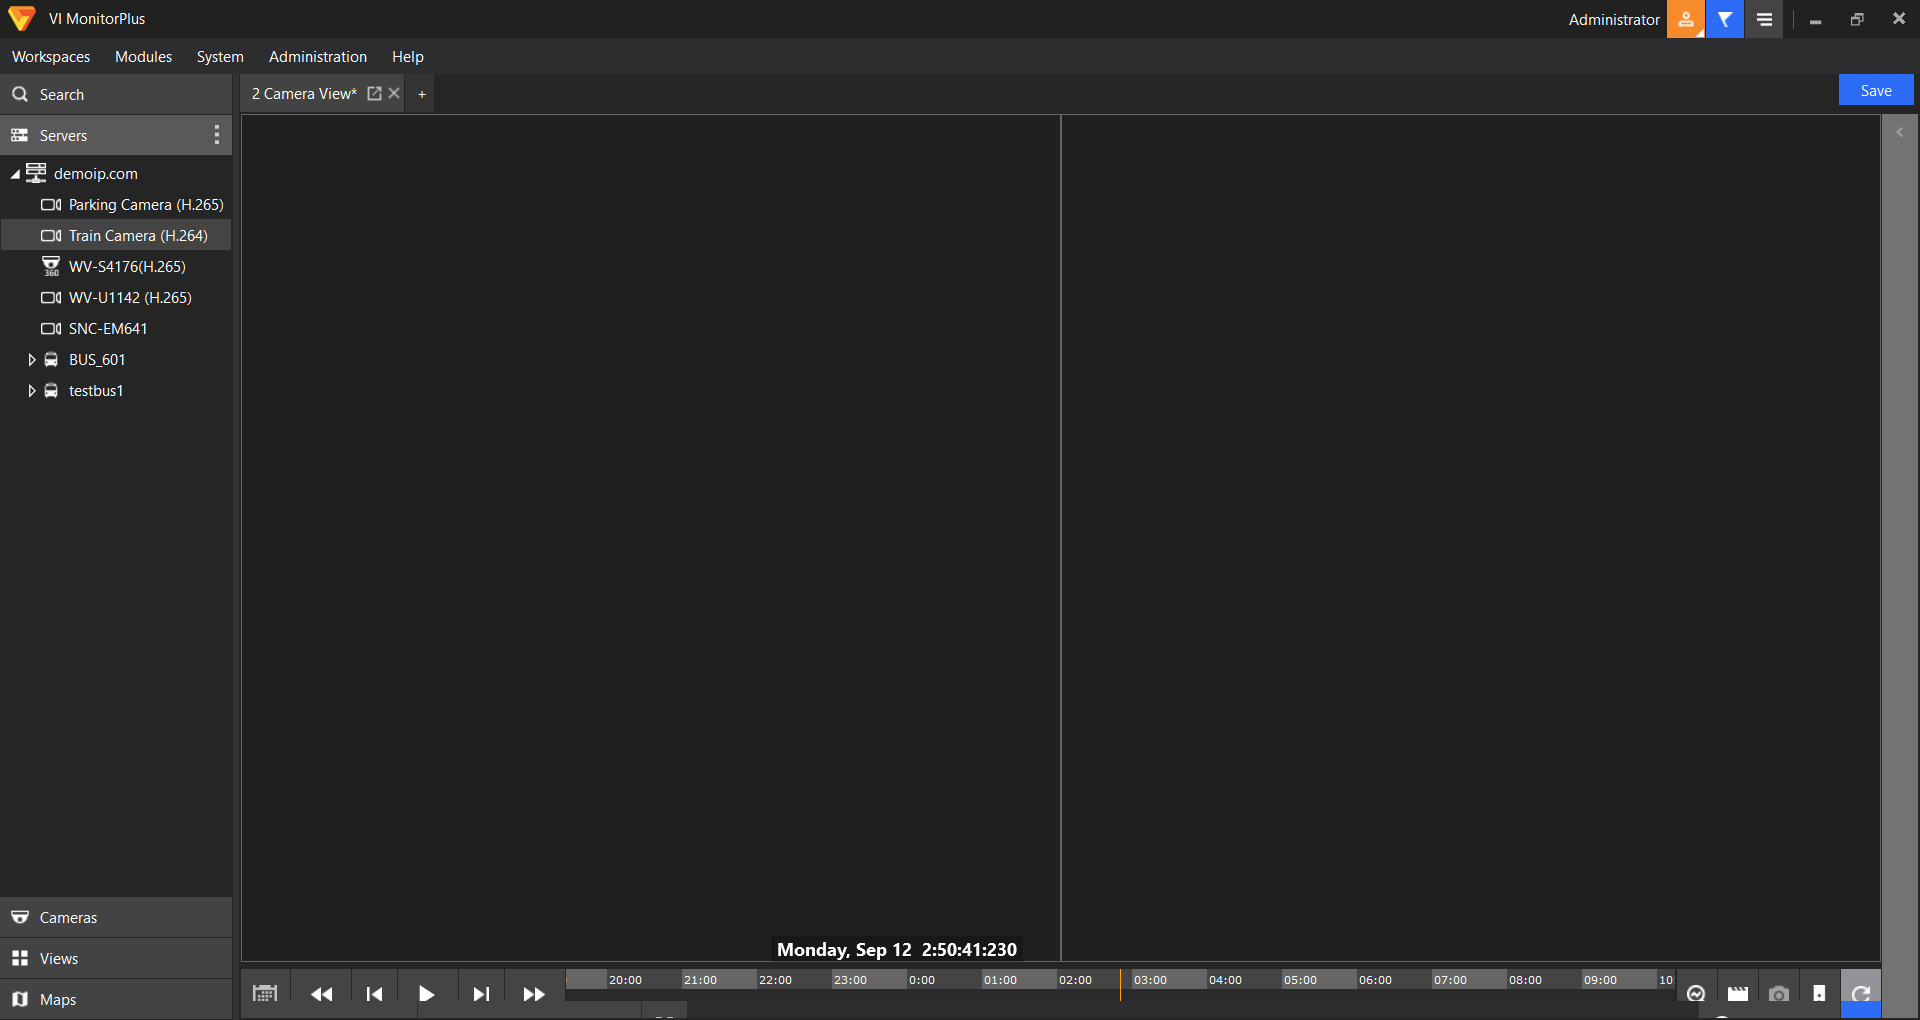 VI MonitorPlus
Administrator
Workspaces Modules System Administration Help
Search
2 Camera View* +
Save
Servers
demoip.com
Parking Camera (H.265)
Train Camera (H.264)
360 WV-S4176(H.265)
WV-U1142 (H.265)
SNC-EM641
BUS_601
testbus1
Cameras
Views
Maps
Monday, Sep 12 2:50:41:230
20:00 21:00 22:00 23:00 0:00 01:00 02:00 03:00 04:00 05:00 06:00 07:00 08:00 09:00 10